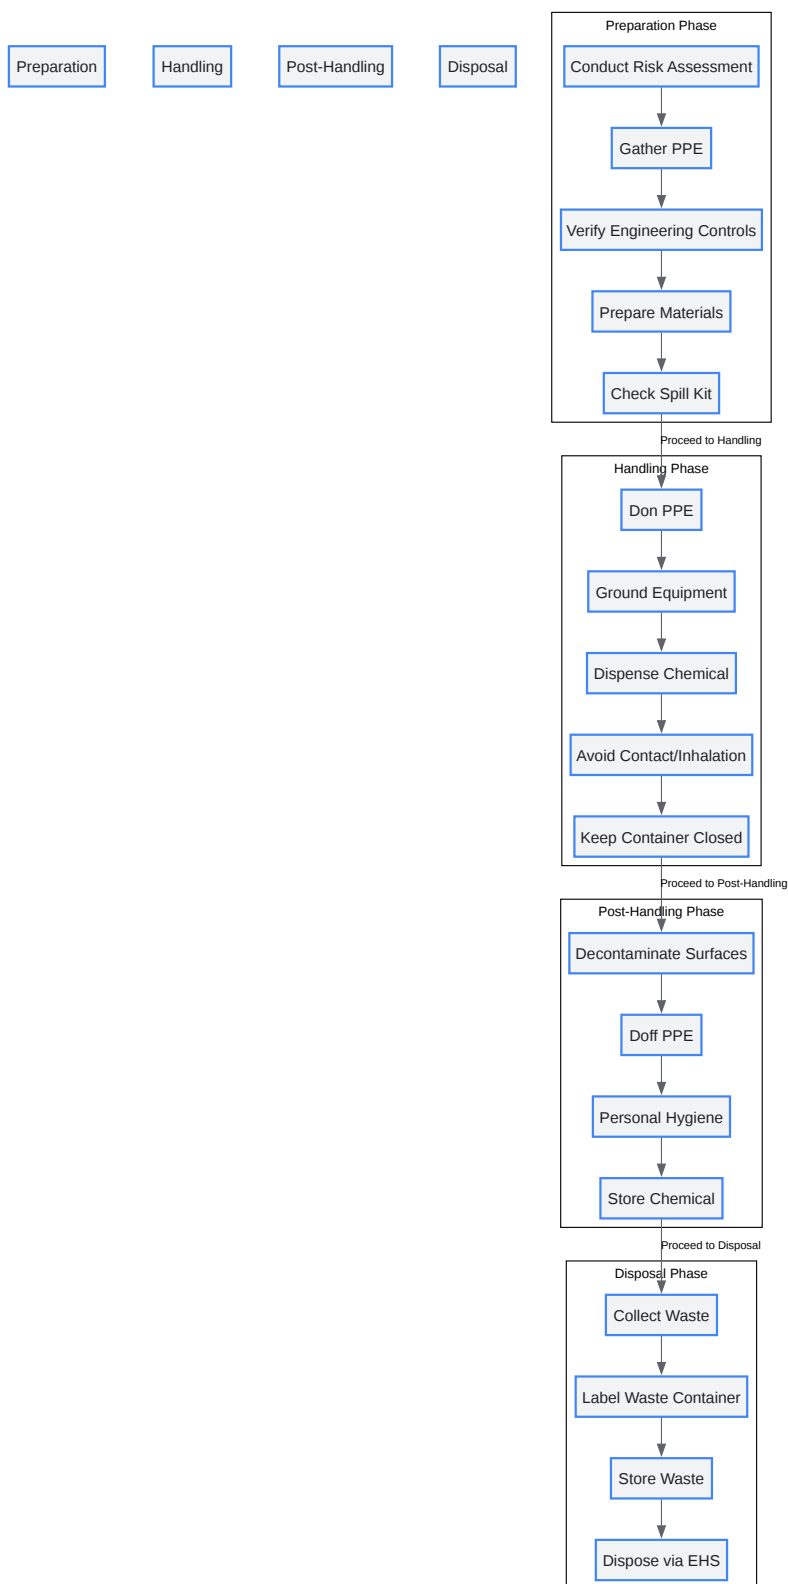 Preparation Phase
Preparation
Handling
Post-Handling
Disposal
Conduct Risk Assessment
Gather PPE
Verify Engineering Controls
Prepare Materials
Check Spill Kit
Proceed to Handling
Handling Phase
Don PPE
Ground Equipment
Dispense Chemical
Avoid Contact/Inhalation
Keep Container Closed
Proceed to Post-Handling
Post-Handling Phase
Decontaminate Surfaces
Doff PPE
Personal Hygiene
Store Chemical
Proceed to Disposal
Disposal Phase
Collect Waste
Label Waste Container
Store Waste
Dispose via EHS